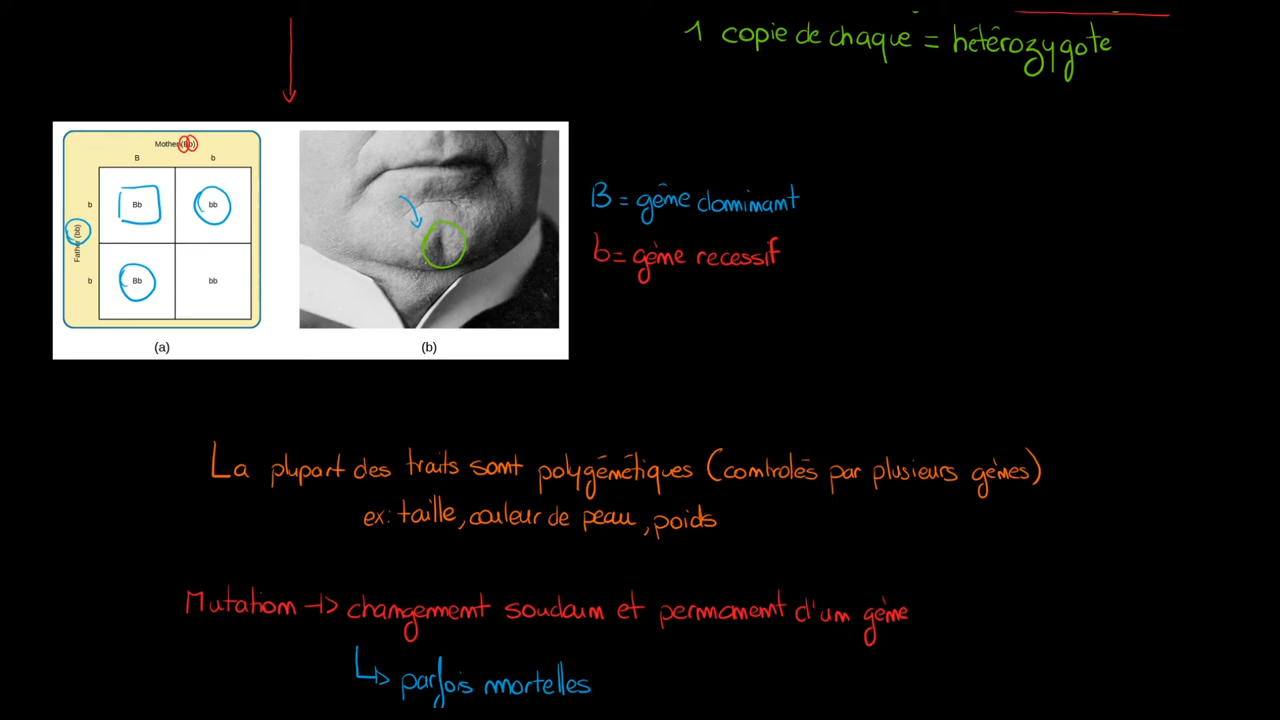 1 copie de chaque = hétérozygote
Mother (Bb)
B b
b Bb bb
Father (bb)
b Bb bb
(a) (b)
B = gène dominant
b = gène recessif
La plupart des traits sont polygénétiques (controlés par plusieurs gènes)
ex: taille, couleur de peau, poids
Mutation -> changement soudain et permanent d'un gène
↳ parfois mortelles